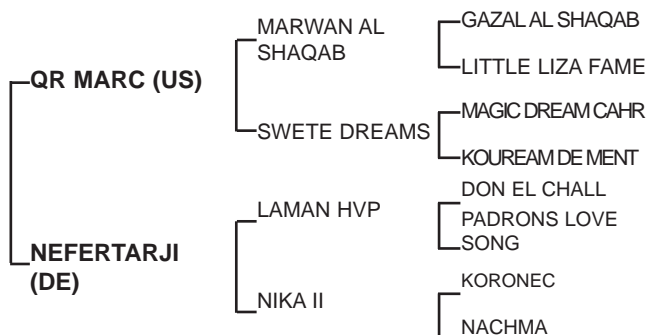 QR MARC (US)
MARWAN AL
SHAQAB
GAZAL AL SHAQAB
LITTLE LIZA FAME
SWETE DREAMS
MAGIC DREAM CAHR
KOUREAM DE MENT
NEFERTARJI
(DE)
LAMAN HVP
DON EL CHALL
PADRONS LOVE
SONG
NIKA II
KORONEC
NACHMA